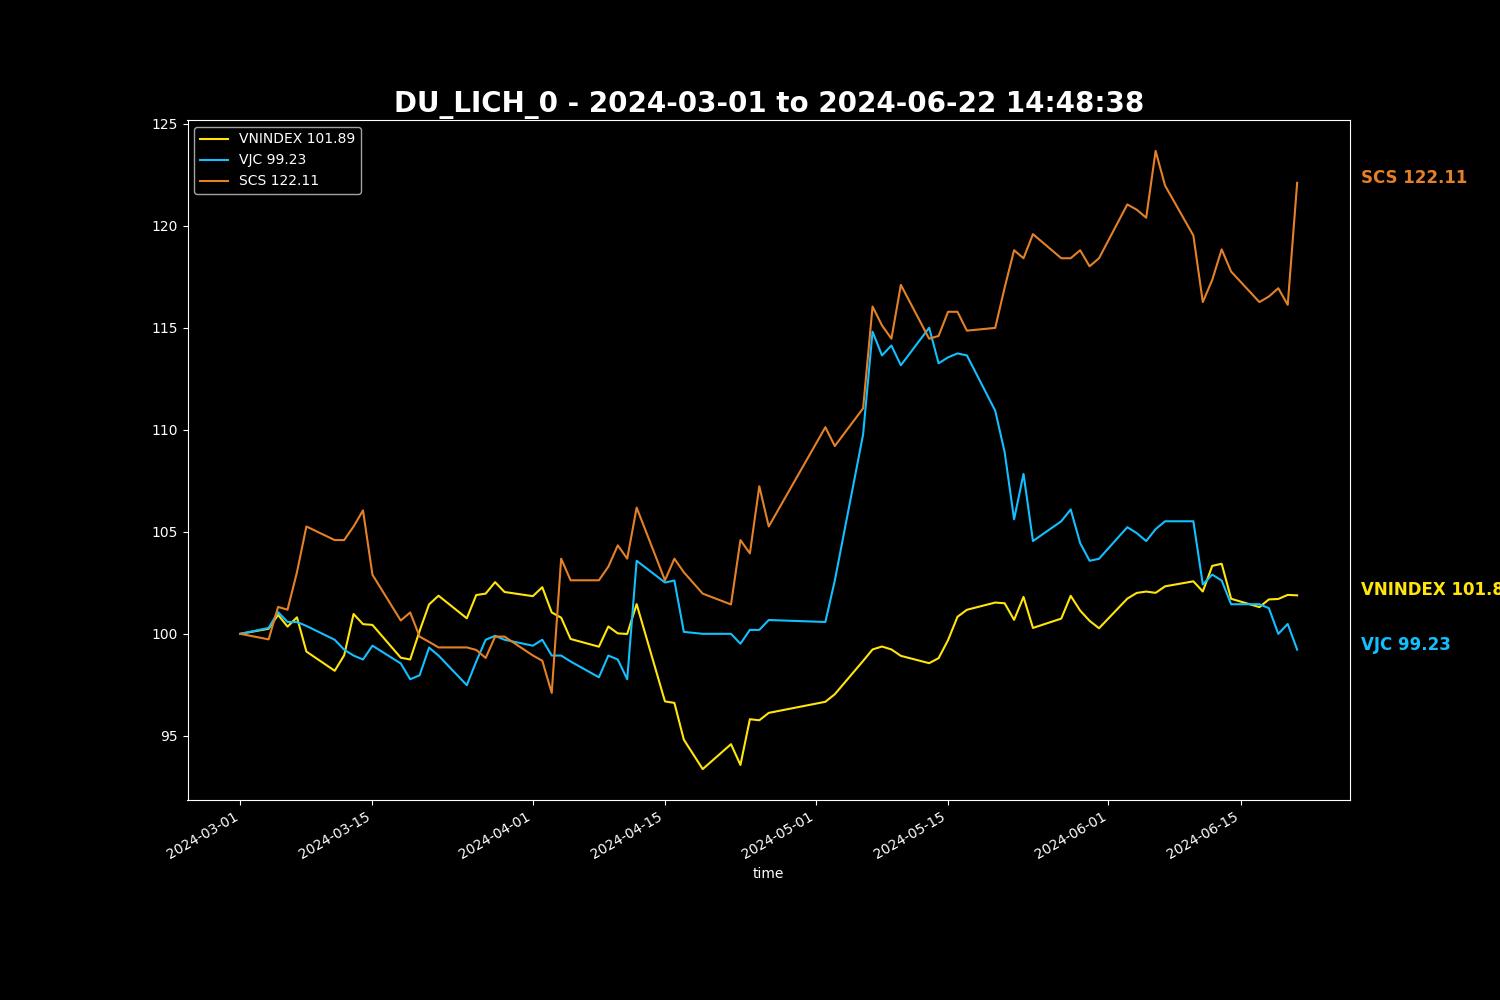 DU_LICH_0 - 2024-03-01 to 2024-06-22 14:48:38
125
120
115
110
105
100
95
VNINDEX 101.89
VJC 99.23
SCS 122.11
SCS 122.11
VNINDEX 101.8
VJC 99.23
2024-03-01
2024-03-15
2024-04-01
2024-04-15
2024-05-01
2024-05-15
2024-06-01
2024-06-15
time